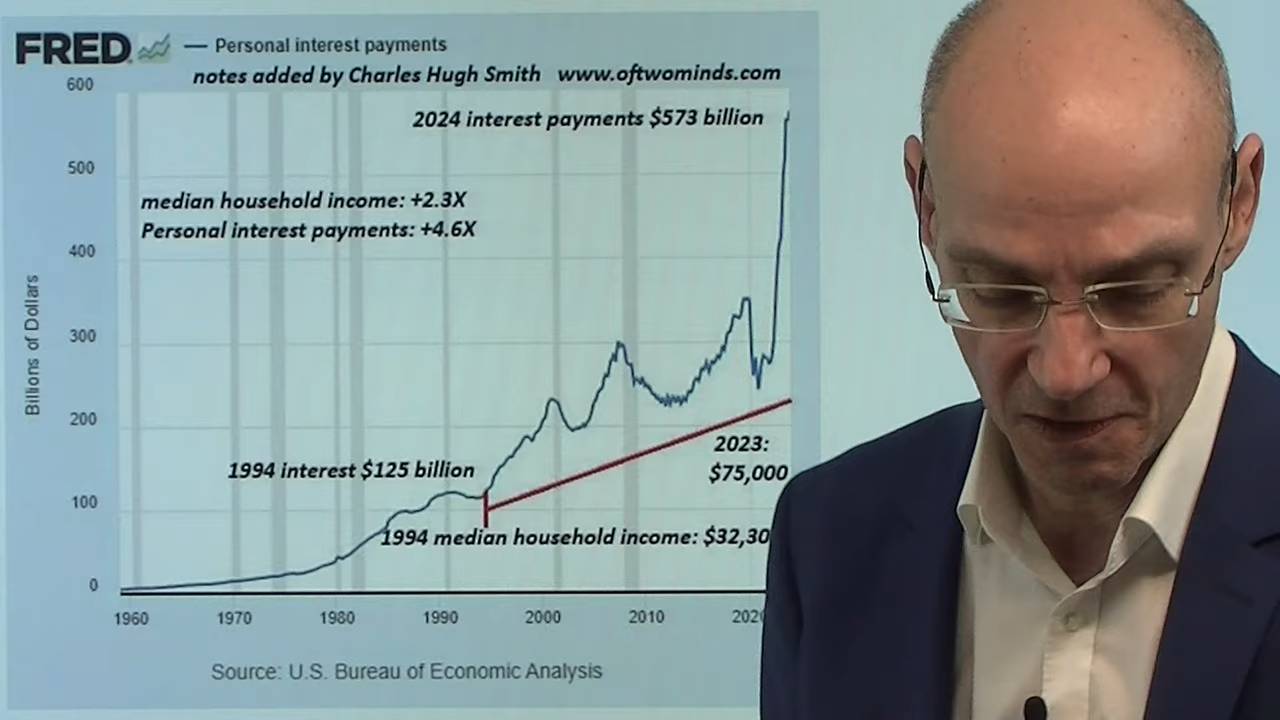 FRED — Personal interest payments
notes added by Charles Hugh Smith www.oftwominds.com
600
2024 interest payments $573 billion
500
median household income: +2.3X
Personal interest payments: +4.6X
400
Billions of Dollars
300
200
2023:
$75,000
1994 interest $125 billion
100
1994 median household income: $32,30
0
1960 1970 1980 1990 2000 2010 2020
Source: U.S. Bureau of Economic Analysis